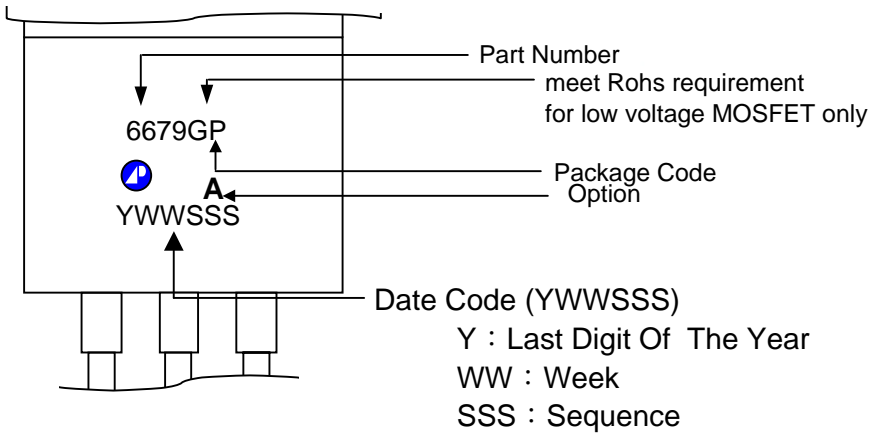 Part Number
meet Rohs requirement
for low voltage MOSFET only
6679GP
Package Code
A
Option
YWWSSS
Date Code (YWWSSS)
Y：Last Digit Of The Year
WW：Week
SSS：Sequence